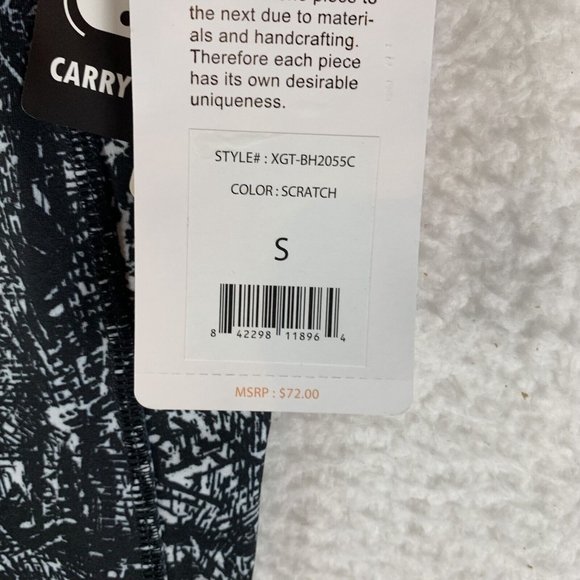 the next due to materi-
als and handcrafting.
Therefore each piece
has its own desirable
uniqueness.
CARRY
STYLE# : XGT-BH2055C
COLOR : SCRATCH
S
8 42298 11896 4
MSRP : $72.00